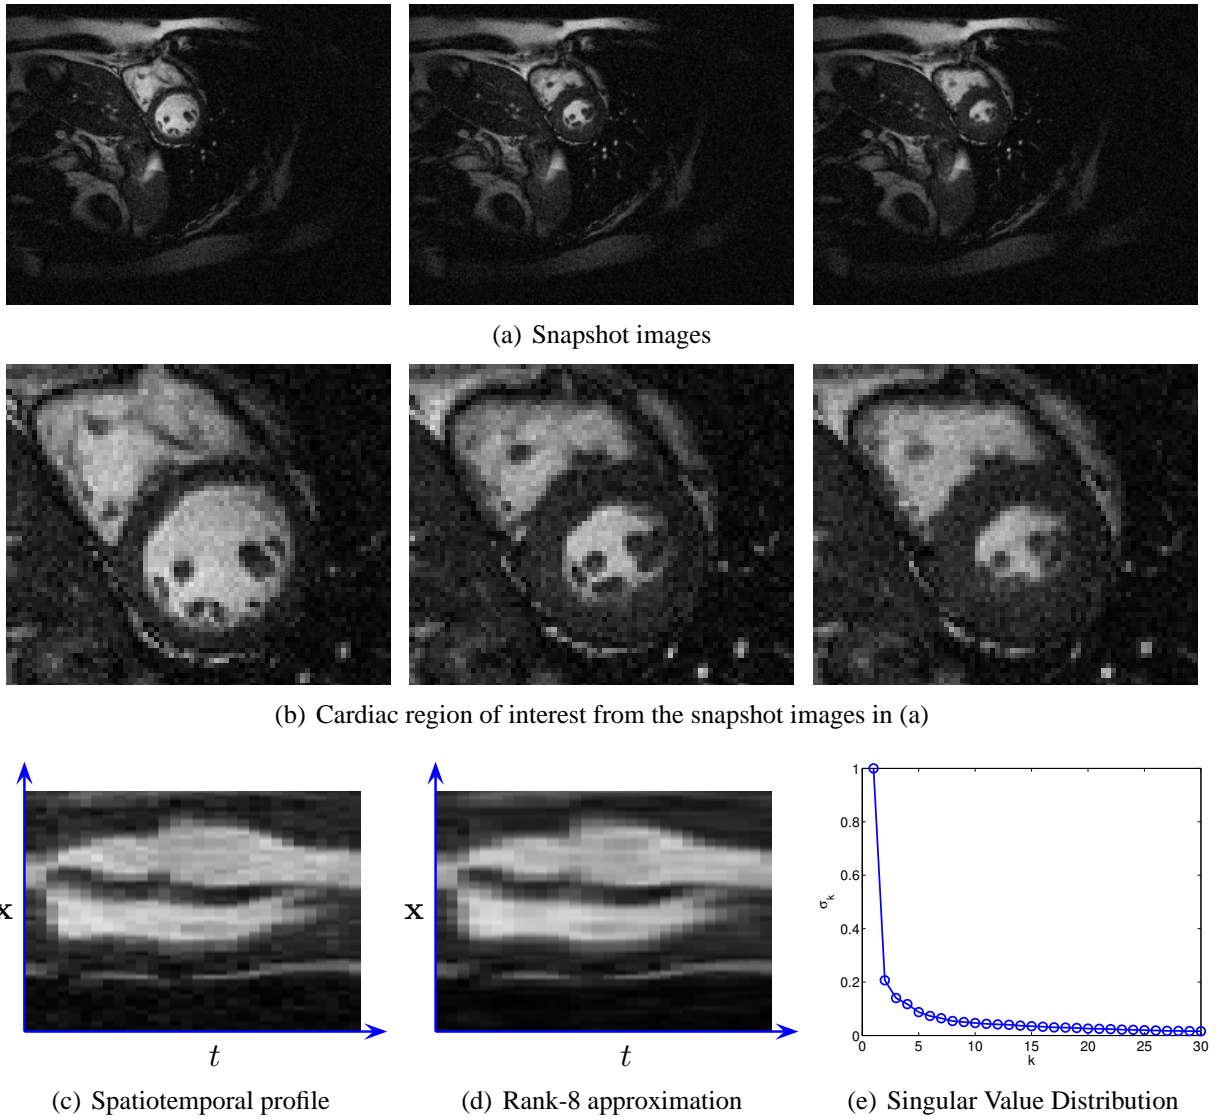 (a) Snapshot images
(b) Cardiac region of interest from the snapshot images in (a)
x
t
(c) Spatiotemporal profile
x
t
(d) Rank-8 approximation
1
0.8
0.6
0.4
0.2
0
σk
0 5 10 15 20 25 30
k
(e) Singular Value Distribution